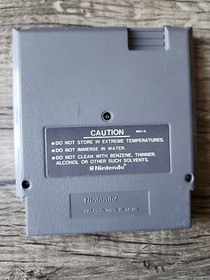 CAUTION
REV-A
●DO NOT STORE IN EXTREME TEMPERATURES.
●DO NOT IMMERSE IN WATER.
●DO NOT CLEAN WITH BENZENE, THINNER,
ALCOHOL OR OTHER SUCH SOLVENTS.
Nintendo
Nintendo